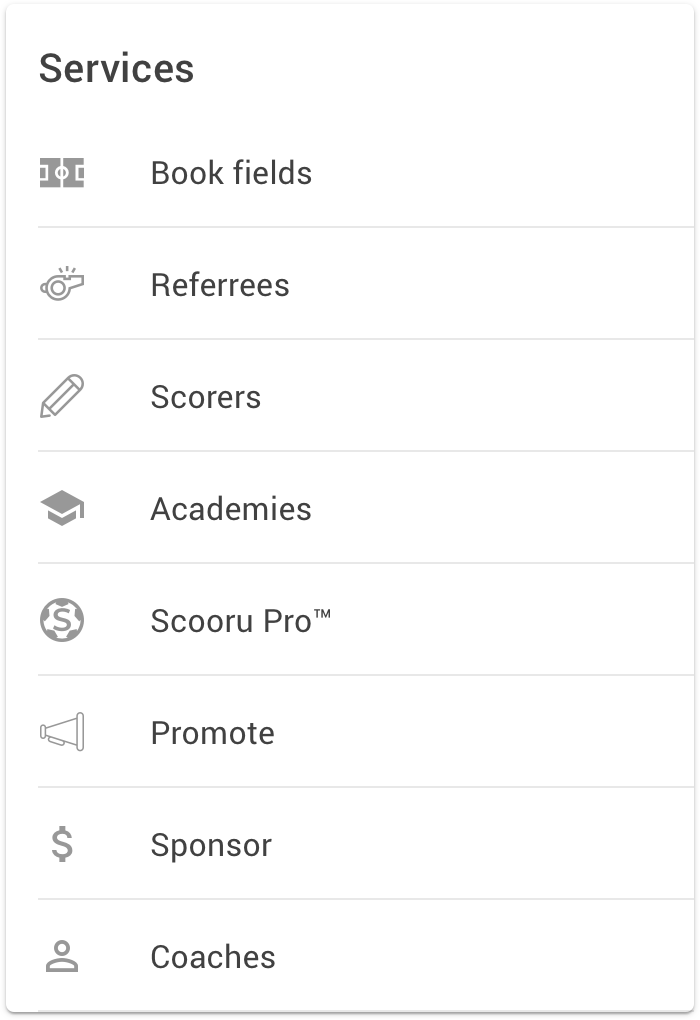 Services
Book fields
Referrees
Scorers
Academies
S
Scooru Pro™
Promote
$
Sponsor
Coaches